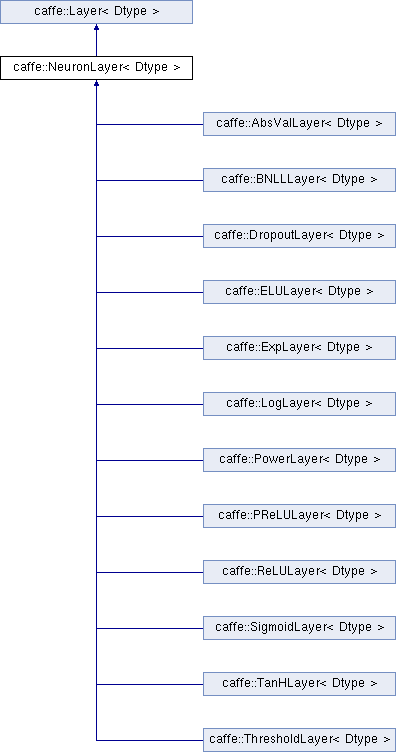 caffe::Layer< Dtype >
caffe::NeuronLayer< Dtype >
caffe::AbsValLayer< Dtype >
caffe::BNLLLayer< Dtype >
caffe::DropoutLayer< Dtype >
caffe::ELULayer< Dtype >
caffe::ExpLayer< Dtype >
caffe::LogLayer< Dtype >
caffe::PowerLayer< Dtype >
caffe::PReLULayer< Dtype >
caffe::ReLULayer< Dtype >
caffe::SigmoidLayer< Dtype >
caffe::TanHLayer< Dtype >
caffe::ThresholdLayer< Dtype >